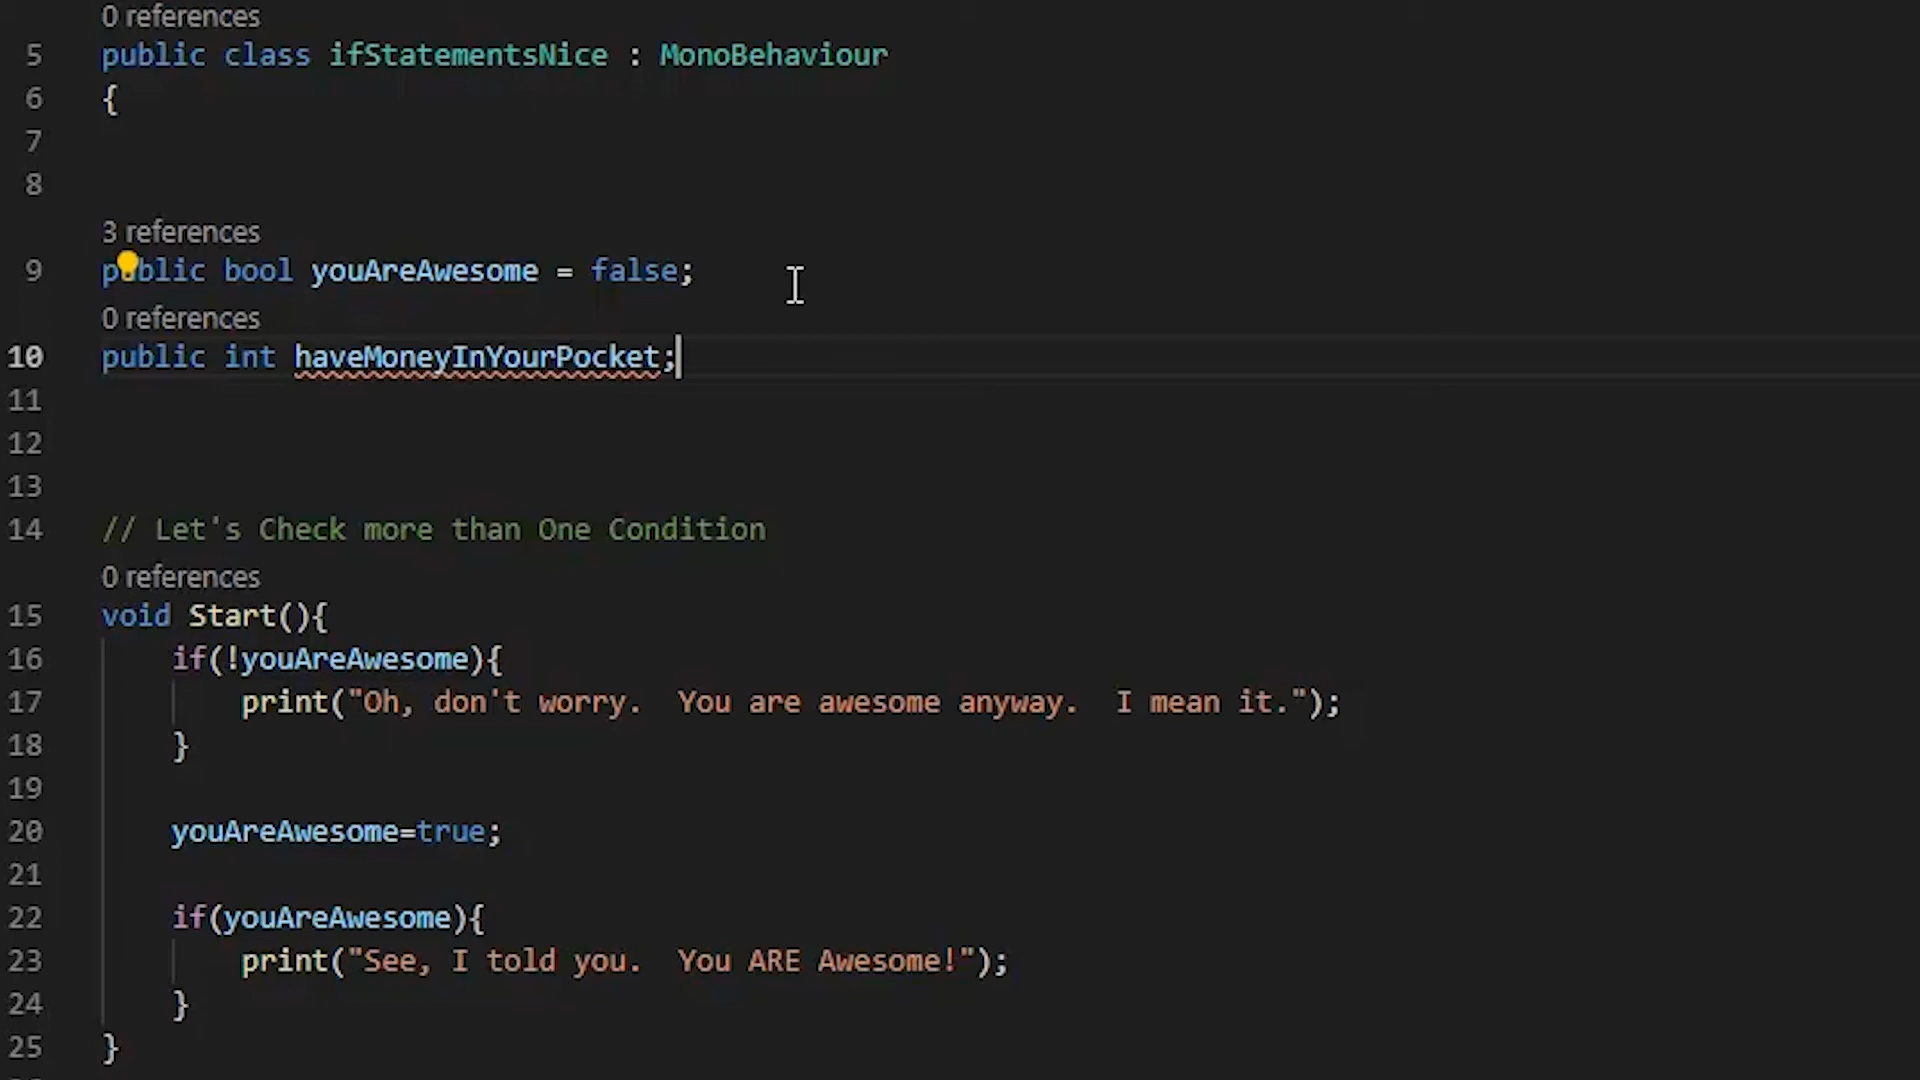 0 references
5 public class ifStatementsNice : MonoBehaviour
6 {
7
8
3 references
9 public bool youAreAwesome = false;
0 references
10 public int haveMoneyInYourPocket;
11
12
13
14 // Let's Check more than One Condition
0 references
15 void Start(){
16 if(!youAreAwesome){
17 print("Oh, don't worry.  You are awesome anyway.  I mean it.");
18 }
19
20 youAreAwesome=true;
21
22 if(youAreAwesome){
23 print("See, I told you.  You ARE Awesome!");
24 }
25 }